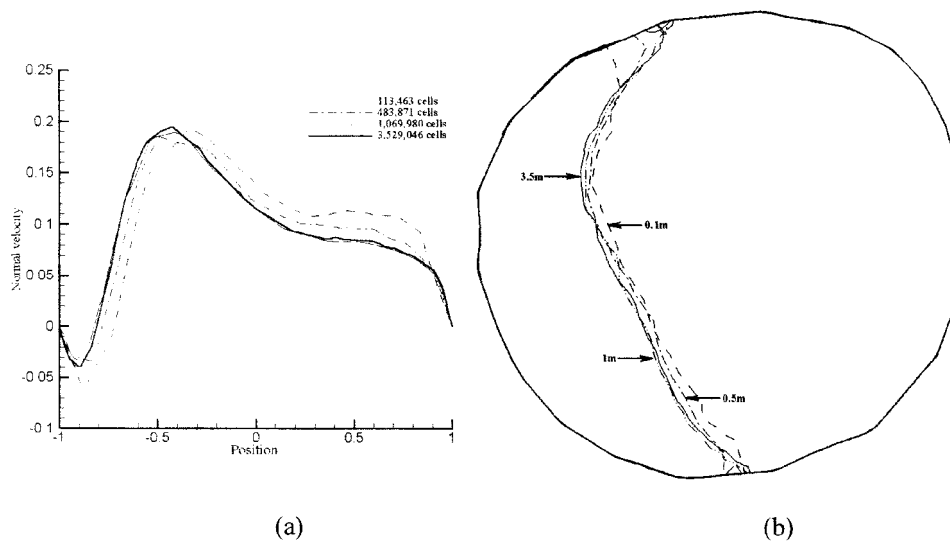 0.25
0.2
0.15
0.1
0.05
0
-0.05
-0.1
-1
-0.5
0
0.5
1
Normal velocity
Position
113,463 cells
483,871 cells
1,069,980 cells
3,529,046 cells
3.5m
0.1m
1m
0.5m
(a)
(b)